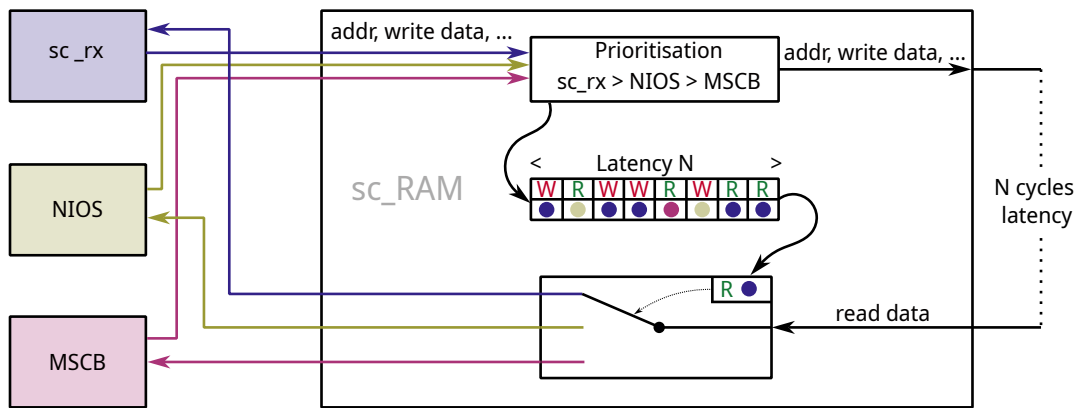 sc _rx
addr, write data, ...
Prioritisation
sc_rx > NIOS > MSCB
addr, write data, ...
< Latency N >
W R W W R W R R
sc_RAM
NIOS
N cycles
latency
R
read data
MSCB